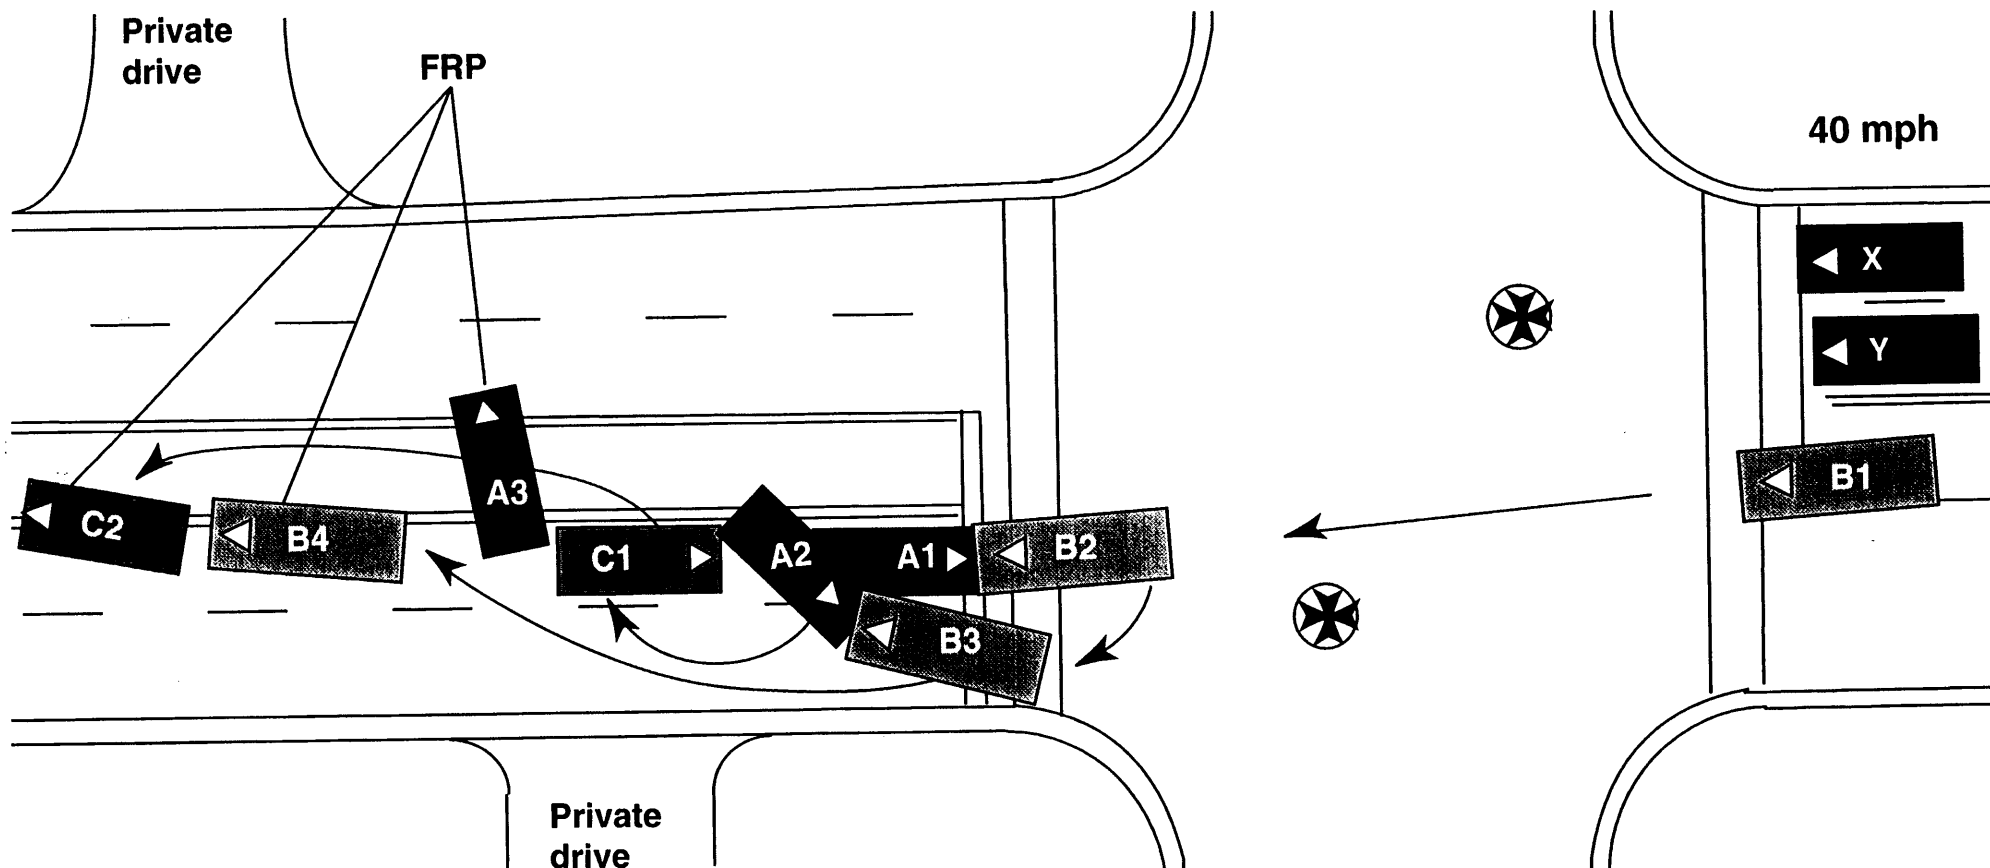 Private
drive
FRP
40 mph
X
Y
B1
A3
C2
B4
C1
A2
A1
B2
B3
Private
drive